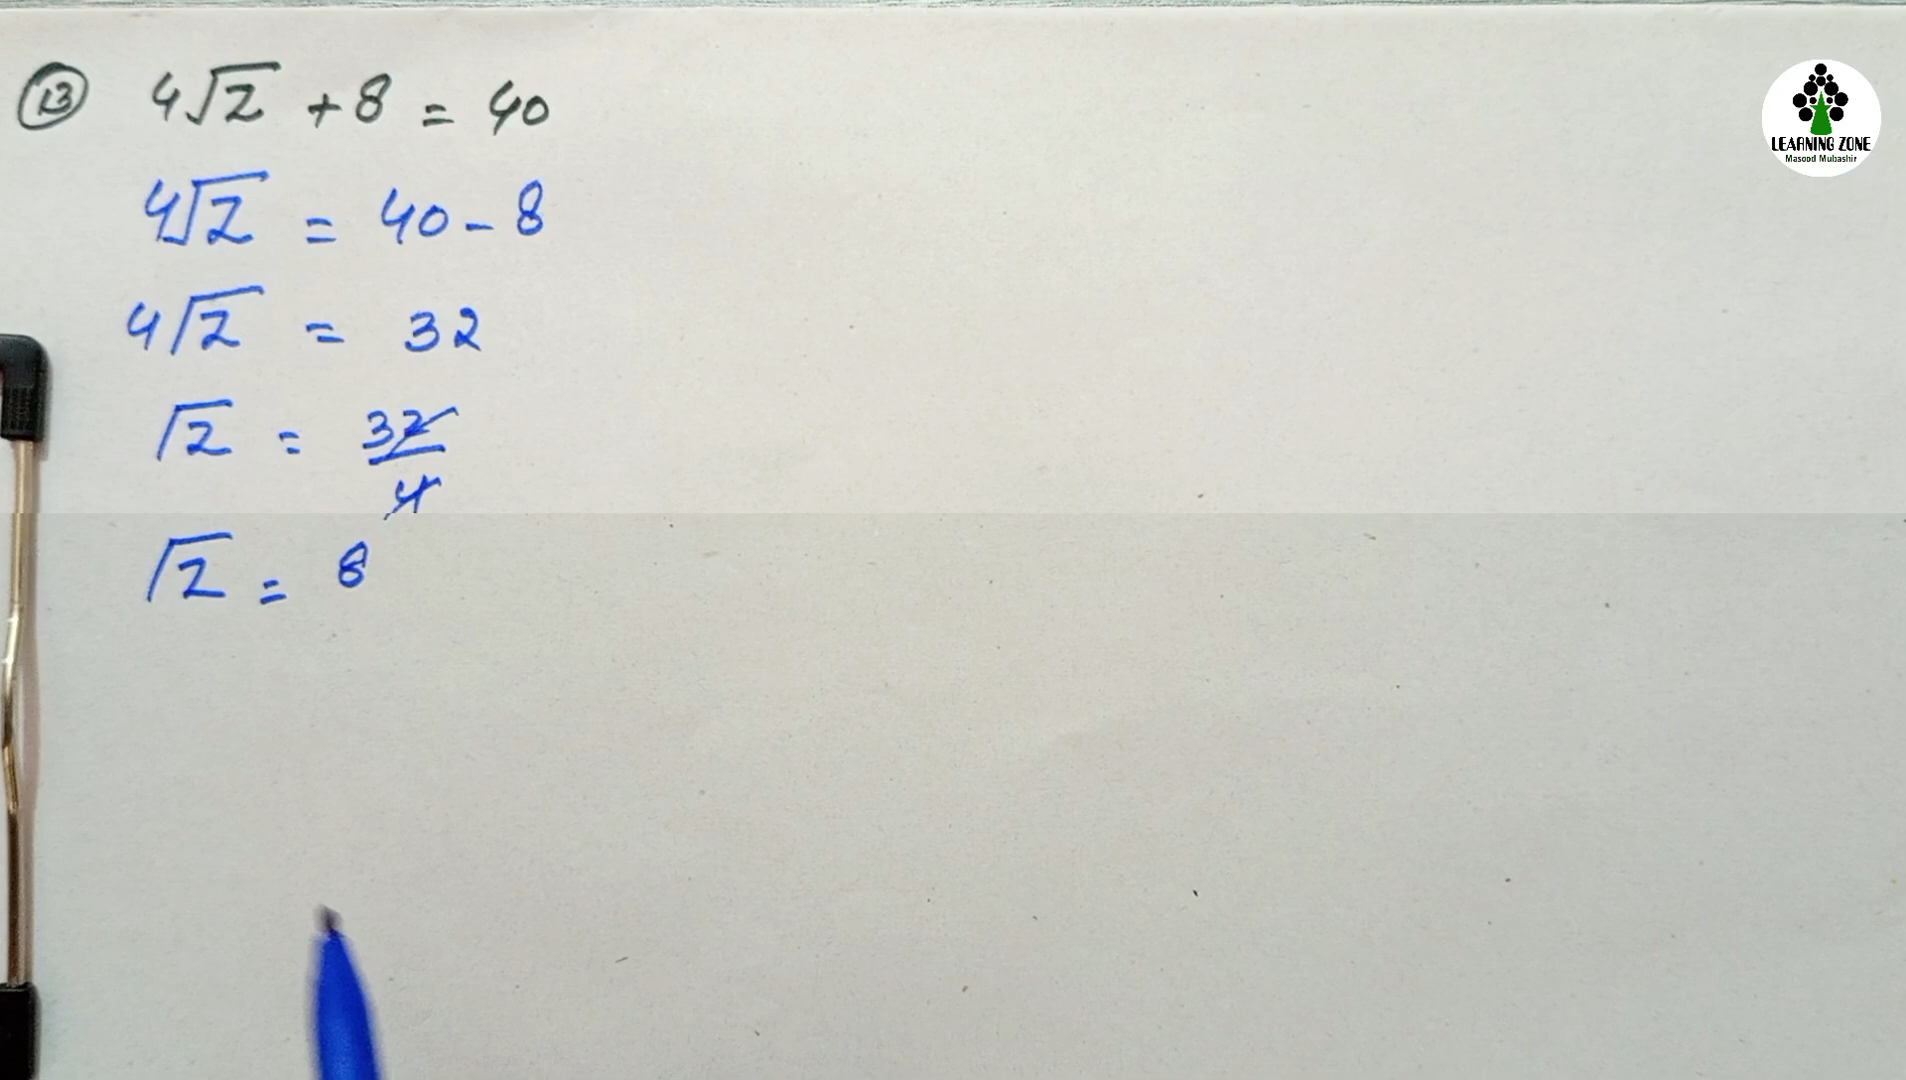 13 4√z + 8 = 40
4√z = 40 - 8
4√z = 32
√z = 32/4
√z = 8
LEARNING ZONE
Masood Mubashir